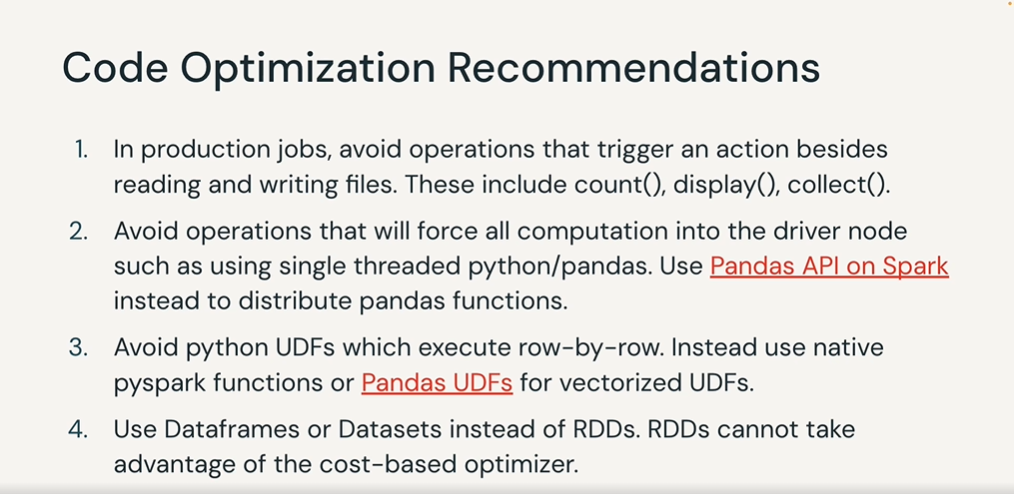 Code Optimization Recommendations
1. In production jobs, avoid operations that trigger an action besides
reading and writing files. These include count(), display(), collect().
2. Avoid operations that will force all computation into the driver node
such as using single threaded python/pandas. Use Pandas API on Spark
instead to distribute pandas functions.
3. Avoid python UDFs which execute row-by-row. Instead use native
pyspark functions or Pandas UDFs for vectorized UDFs.
4. Use Dataframes or Datasets instead of RDDs. RDDs cannot take
advantage of the cost-based optimizer.